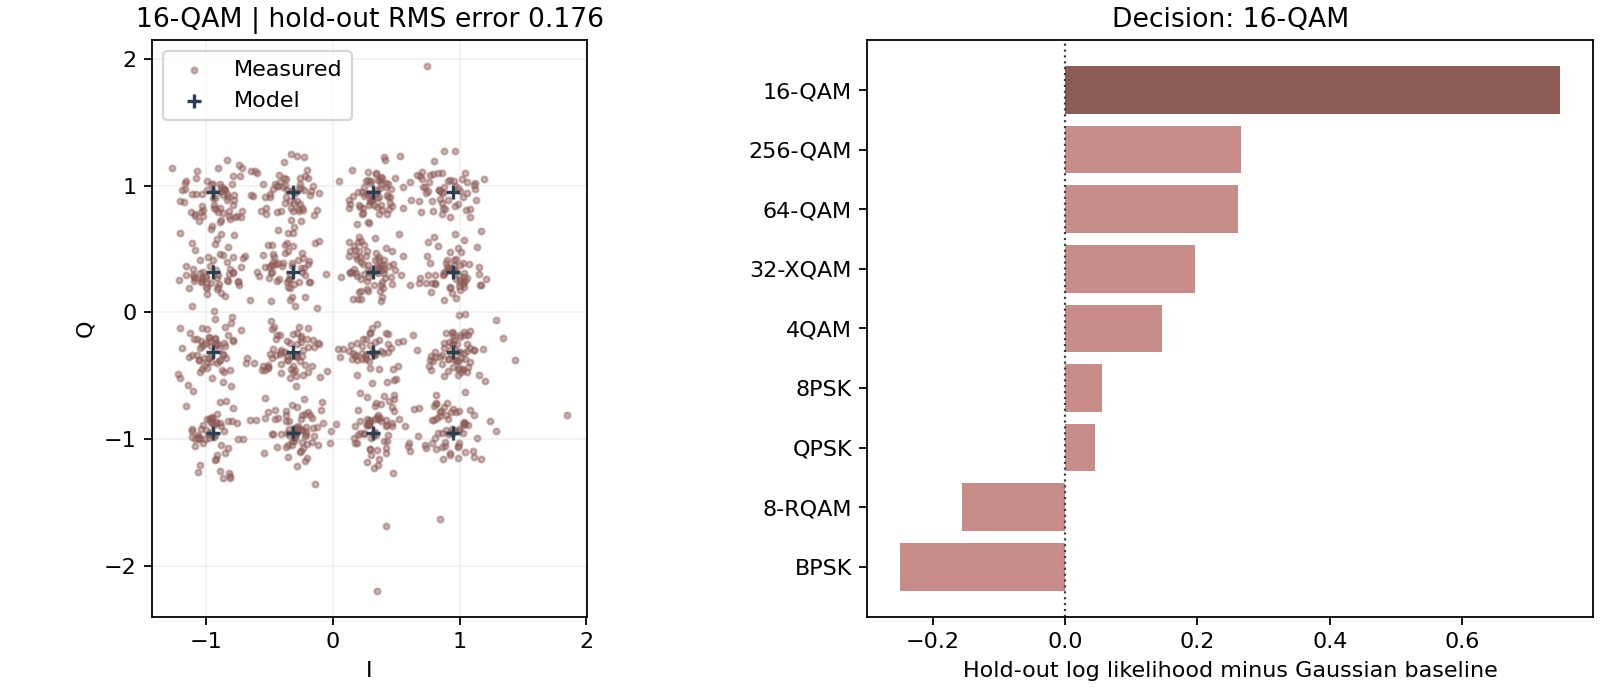 16-QAM | hold-out RMS error 0.176
Measured
Model
2
1
0
−1
−2
Q
−1
0
1
2
I
Decision: 16-QAM
16-QAM
256-QAM
64-QAM
32-XQAM
4QAM
8PSK
QPSK
8-RQAM
BPSK
−0.2
0.0
0.2
0.4
0.6
Hold-out log likelihood minus Gaussian baseline